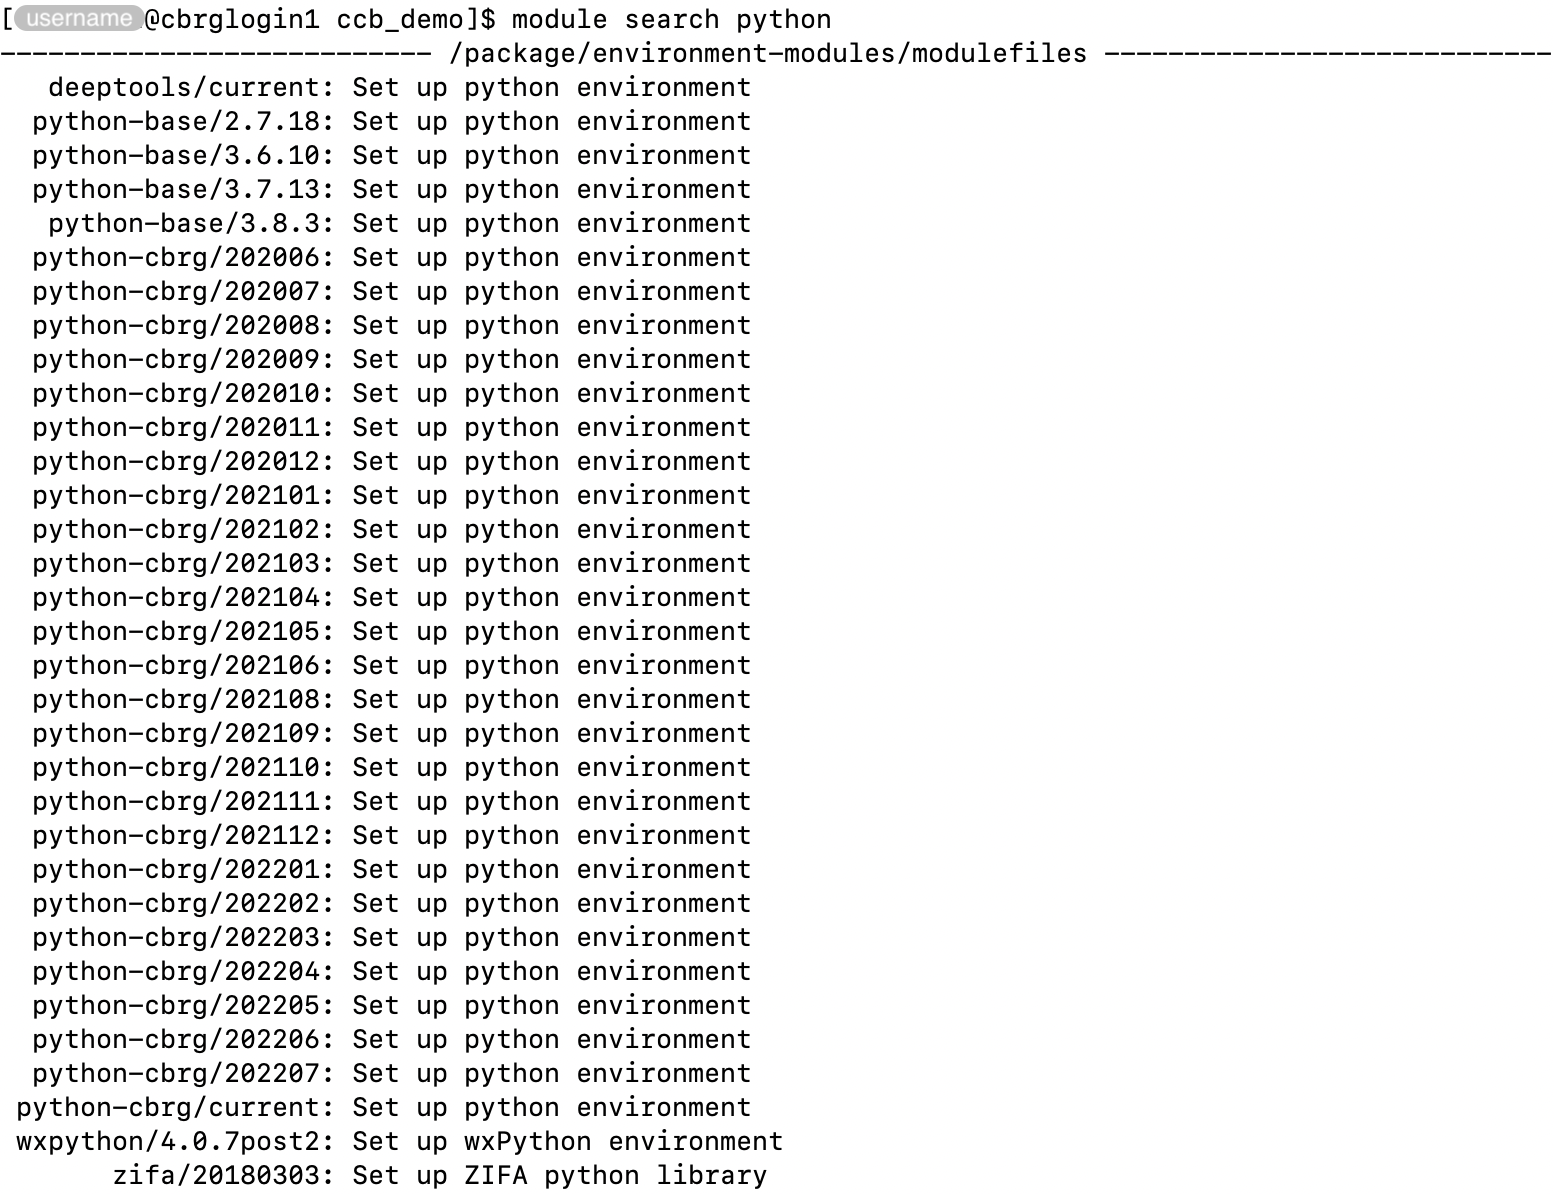 [username@cbrglogin1 ccb_demo]$ module search python
--------------------------- /package/environment-modules/modulefiles ----------------------------
deeptools/current: Set up python environment
python-base/2.7.18: Set up python environment
python-base/3.6.10: Set up python environment
python-base/3.7.13: Set up python environment
python-base/3.8.3: Set up python environment
python-cbrg/202006: Set up python environment
python-cbrg/202007: Set up python environment
python-cbrg/202008: Set up python environment
python-cbrg/202009: Set up python environment
python-cbrg/202010: Set up python environment
python-cbrg/202011: Set up python environment
python-cbrg/202012: Set up python environment
python-cbrg/202101: Set up python environment
python-cbrg/202102: Set up python environment
python-cbrg/202103: Set up python environment
python-cbrg/202104: Set up python environment
python-cbrg/202105: Set up python environment
python-cbrg/202106: Set up python environment
python-cbrg/202108: Set up python environment
python-cbrg/202109: Set up python environment
python-cbrg/202110: Set up python environment
python-cbrg/202111: Set up python environment
python-cbrg/202112: Set up python environment
python-cbrg/202201: Set up python environment
python-cbrg/202202: Set up python environment
python-cbrg/202203: Set up python environment
python-cbrg/202204: Set up python environment
python-cbrg/202205: Set up python environment
python-cbrg/202206: Set up python environment
python-cbrg/202207: Set up python environment
python-cbrg/current: Set up python environment
wxpython/4.0.7post2: Set up wxPython environment
zifa/20180303: Set up ZIFA python library